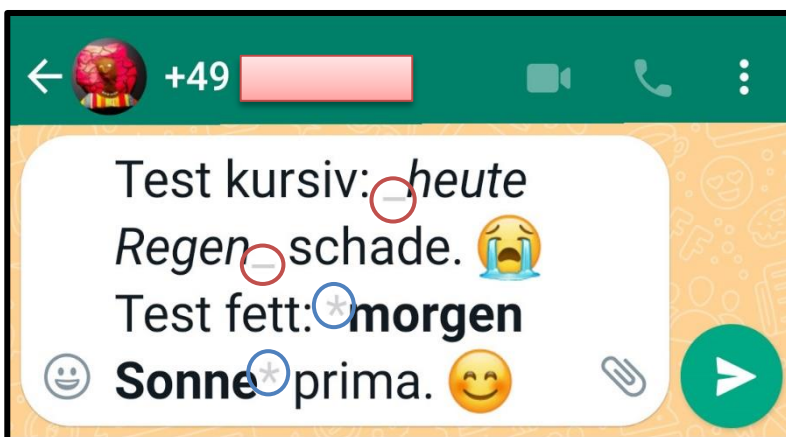 +49
Test kursiv: _heute
Regen_ schade. 😭
Test fett: *morgen
Sonne* prima. 😊